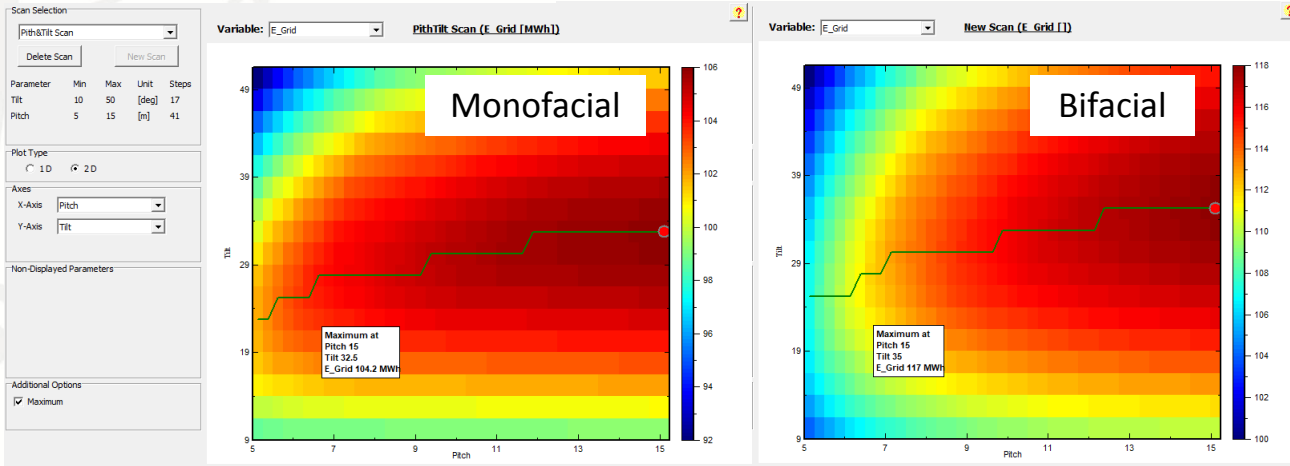 Scan Selection
Pith&Tilt Scan
Delete Scan New Scan
Parameter Min Max Unit Steps
Tilt 10 50 [deg] 17
Pitch 5 15 [m] 41
Plot Type
1D 2D
Axes
X-Axis Pitch
Y-Axis Tilt
Non-Displayed Parameters
Additional Options
Maximum
Variable: E_Grid PithTilt Scan (E_Grid [MWh])
?
Monofacial
49
39
29
19
9
Tilt
5 7 9 11 13 15
Pitch
Maximum at
Pitch 15
Tilt 32.5
E_Grid 104.2 MWh
106
104
102
100
98
96
94
92
Variable: E_Grid New Scan (E_Grid [])
?
Bifacial
49
39
29
19
9
Tilt
5 7 9 11 13 15
Pitch
Maximum at
Pitch 15
Tilt 35
E_Grid 117 MWh
118
116
114
112
110
108
106
104
102
100